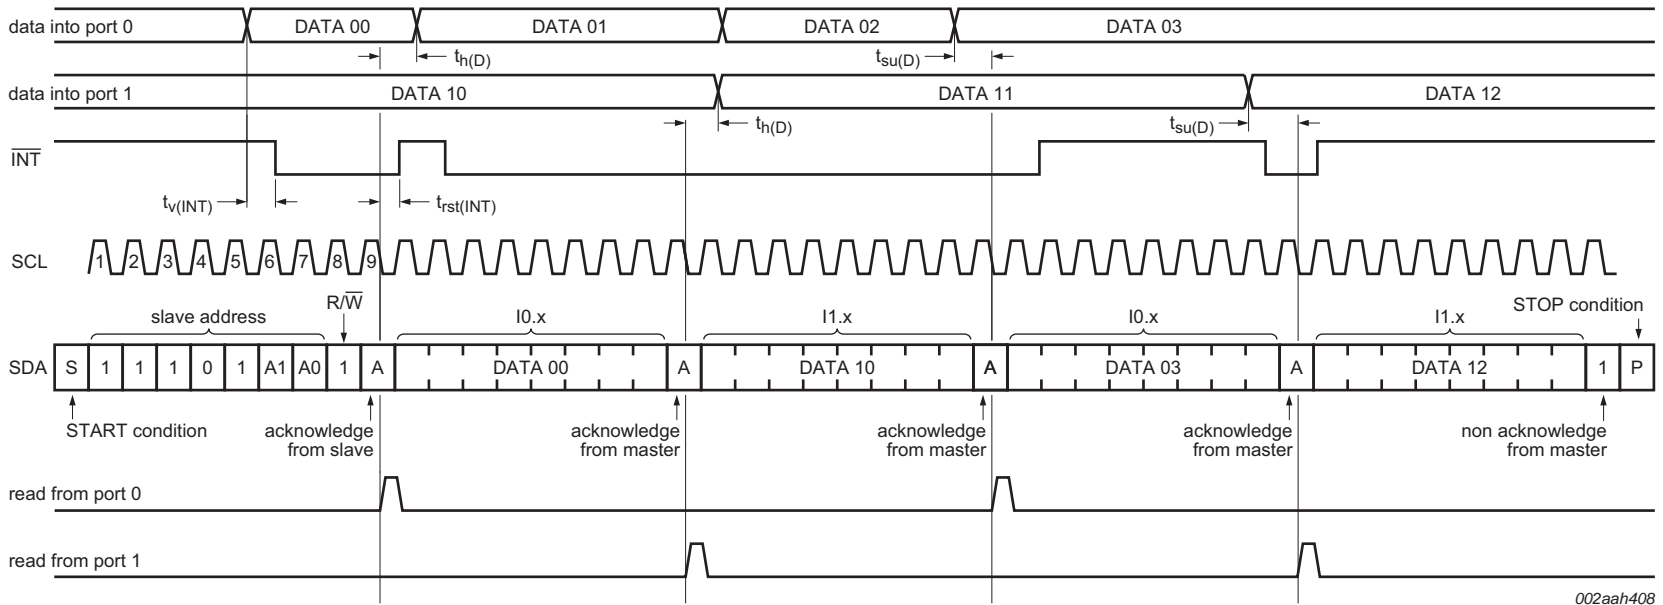 data into port 0 DATA 00 DATA 01 DATA 02 DATA 03
th(D) tsu(D)
data into port 1 DATA 10 DATA 11 DATA 12
th(D) tsu(D)
INT
tv(INT) trst(INT)
SCL 1 2 3 4 5 6 7 8 9
R/W STOP condition
slave address I0.x I1.x I0.x I1.x
SDA S 1 1 1 0 1 A1 A0 1 A DATA 00 A DATA 10 A DATA 03 A DATA 12 1 P
START condition acknowledge acknowledge acknowledge acknowledge non acknowledge
from slave from master from master from master from master
read from port 0
read from port 1
002aah408